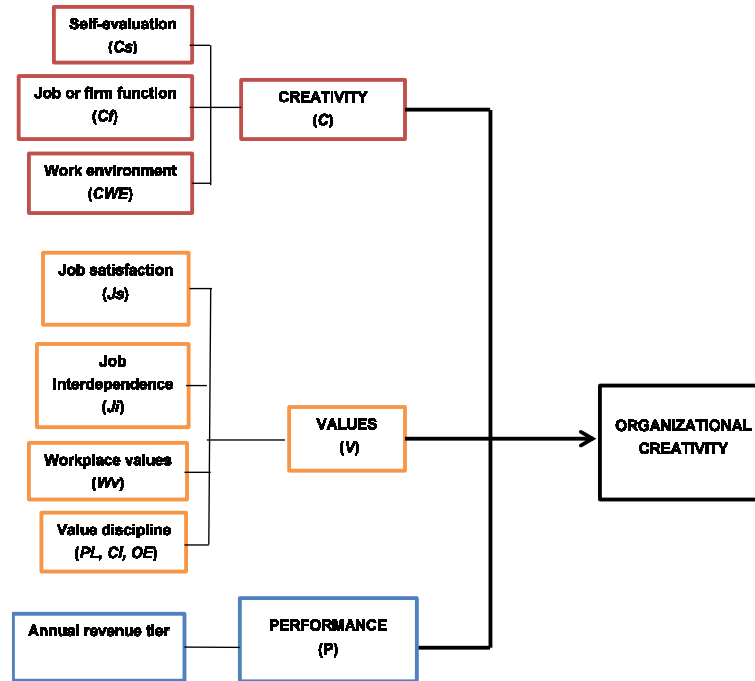 Self-evaluation
(Cs)
Job or firm function
(Cf)
Work environment
(CWE)
CREATIVITY
(C)
Job satisfaction
(Js)
Job
Interdependence
(Ji)
Workplace values
(Wv)
Value discipline
(PL, CI, OE)
VALUES
(V)
Annual revenue tier
PERFORMANCE
(P)
ORGANIZATIONAL
CREATIVITY